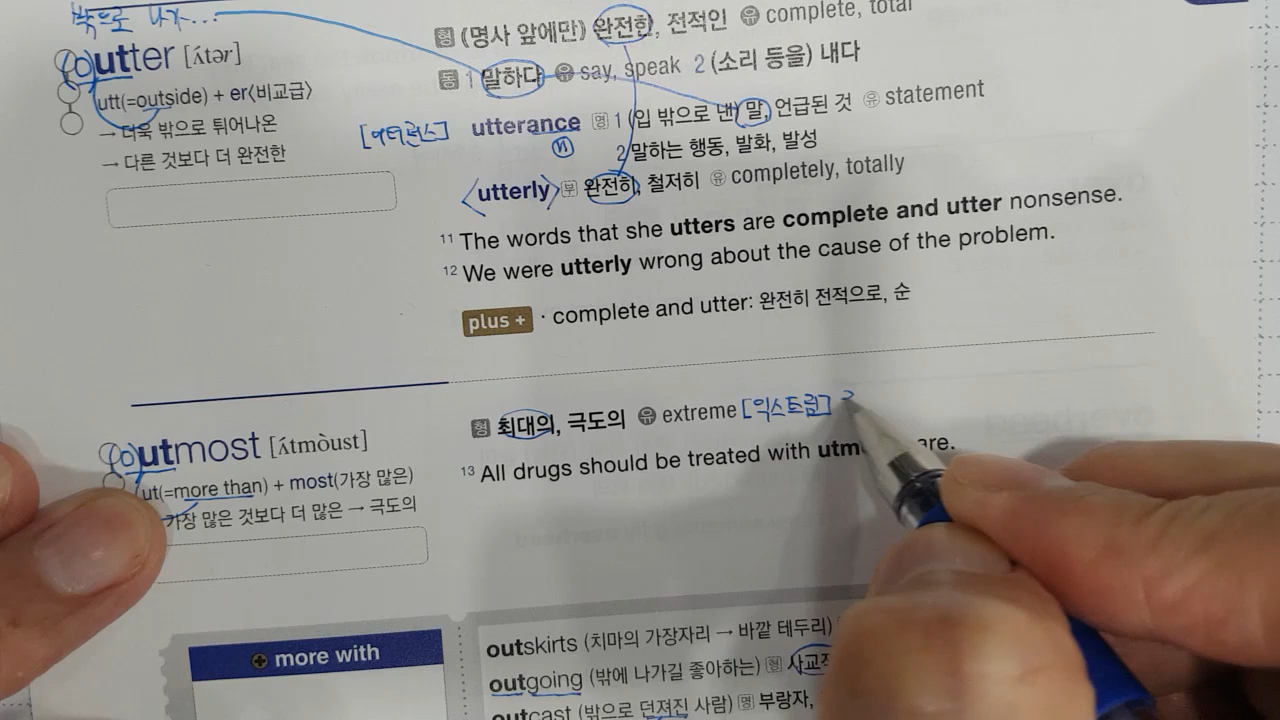 밖으로 나가...
형 (명사 앞에만) 완전한, 전적인 유 complete, total
(o)utter [ʌ́tər]
동 1 말하다 유 say, speak 2 (소리 등을) 내다
utt(=outside) + er<비교급>
→ 더욱 밖으로 튀어나온
→ 다른 것보다 더 완전한
[어터런스] utterance 명 1 (입 밖으로 낸) 말, 언급된 것 유 statement
n
2 말하는 행동, 발화, 발성
<utterly> 부 완전히, 철저히 유 completely, totally
11 The words that she utters are complete and utter nonsense.
12 We were utterly wrong about the cause of the problem.
plus + · complete and utter: 완전히 전적으로, 순
형 최대의, 극도의 유 extreme [익스트림]
(o)utmost [ʌ́tmòust]
13 All drugs should be treated with utm are.
ut(=more than) + most(가장 많은)
가장 많은 것보다 더 많은 → 극도의
more with
outskirts (치마의 가장자리 → 바깥 테두리)
outgoing (밖에 나가길 좋아하는) 형 사교적
outcast (밖으로 던져진 사람) 명 부랑자,